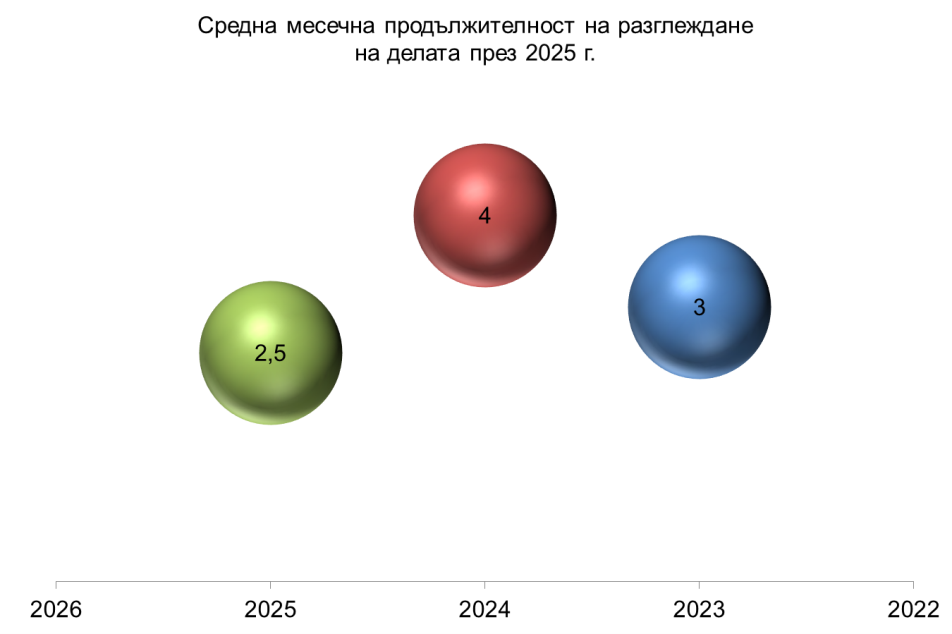 Средна месечна продължителност на разглеждане
на делата през 2025 г.
4
3
2,5
2026 2025 2024 2023 2022